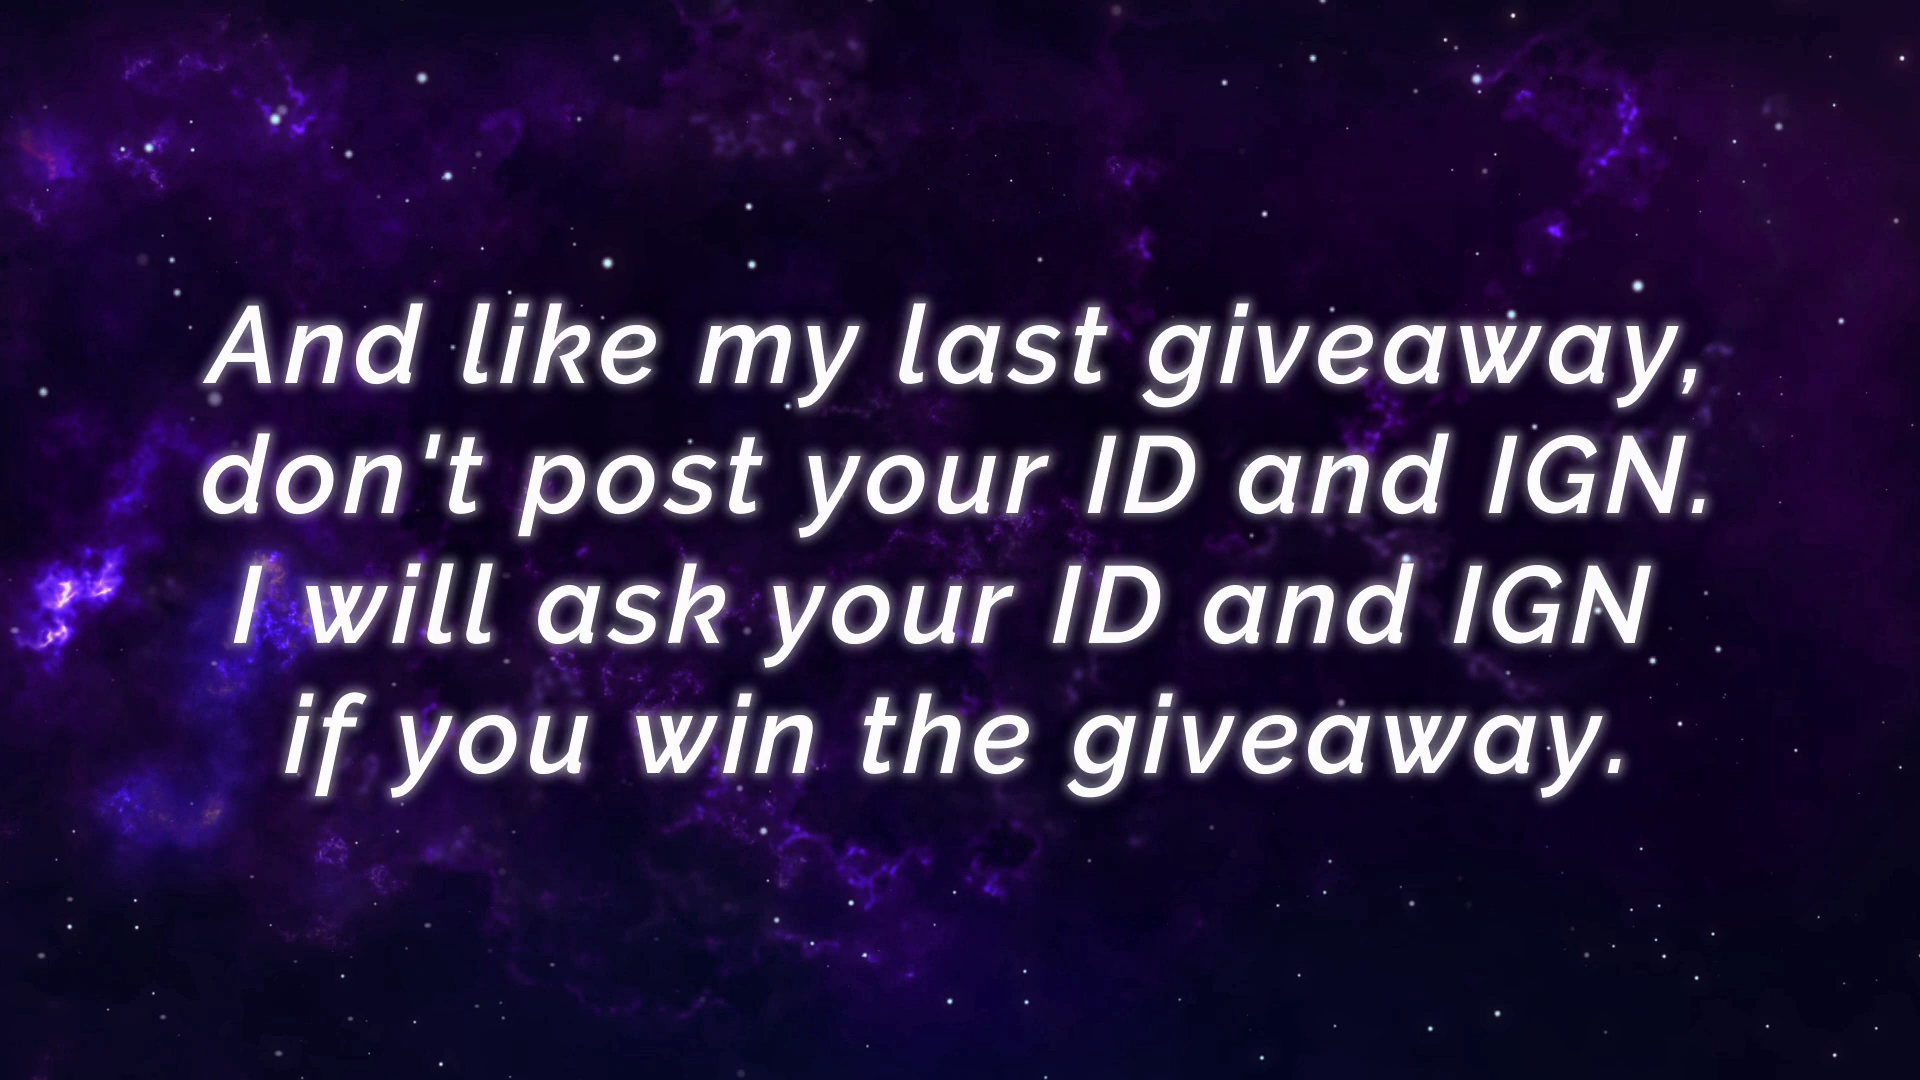 And like my last giveaway,
don't post your ID and IGN.
I will ask your ID and IGN
if you win the giveaway.